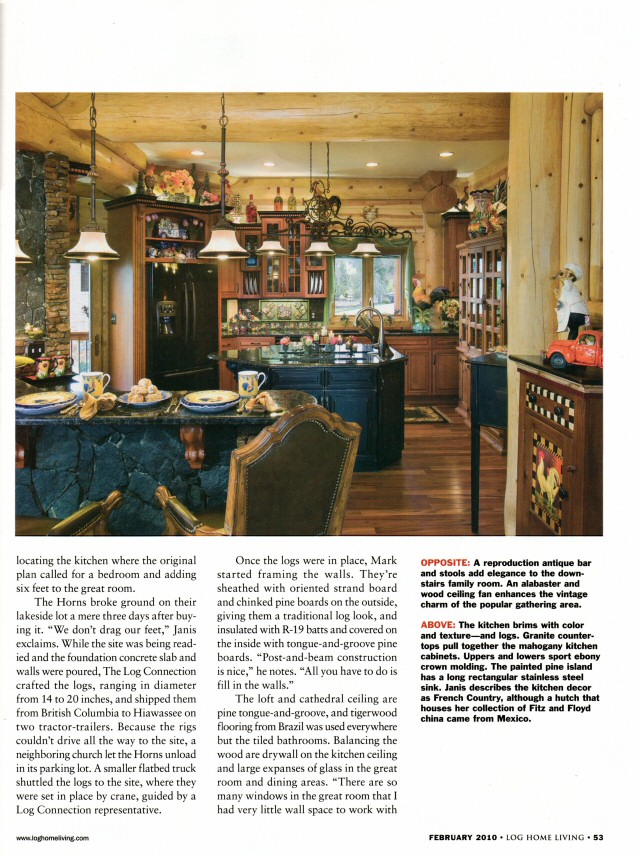 locating the kitchen where the original
plan called for a bedroom and adding
six feet to the great room.
The Horns broke ground on their
lakeside lot a mere three days after buy-
ing it. “We don’t drag our feet,” Janis
exclaims. While the site was being read-
ied and the foundation concrete slab and
walls were poured, The Log Connection
crafted the logs, ranging in diameter
from 14 to 20 inches, and shipped them
from British Columbia to Hiawassee on
two tractor-trailers. Because the rigs
couldn’t drive all the way to the site, a
neighboring church let the Horns unload
in its parking lot. A smaller flatbed truck
shuttled the logs to the site, where they
were set in place by crane, guided by a
Log Connection representative.
Once the logs were in place, Mark
started framing the walls. They’re
sheathed with oriented strand board
and chinked pine boards on the outside,
giving them a traditional log look, and
insulated with R-19 batts and covered on
the inside with tongue-and-groove pine
boards. “Post-and-beam construction
is nice,” he notes. “All you have to do is
fill in the walls.”
The loft and cathedral ceiling are
pine tongue-and-groove, and tigerwood
flooring from Brazil was used everywhere
but the tiled bathrooms. Balancing the
wood are drywall on the kitchen ceiling
and large expanses of glass in the great
room and dining areas. “There are so
many windows in the great room that I
had very little wall space to work with
OPPOSITE: A reproduction antique bar
and stools add elegance to the down-
stairs family room. An alabaster and
wood ceiling fan enhances the vintage
charm of the popular gathering area.
ABOVE: The kitchen brims with color
and texture—and logs. Granite counter-
tops pull together the mahogany kitchen
cabinets. Uppers and lowers sport ebony
crown molding. The painted pine island
has a long rectangular stainless steel
sink. Janis describes the kitchen decor
as French Country, although a hutch that
houses her collection of Fitz and Floyd
china came from Mexico.
www.loghomeliving.com
FEBRUARY 2010 • LOG HOME LIVING • 53